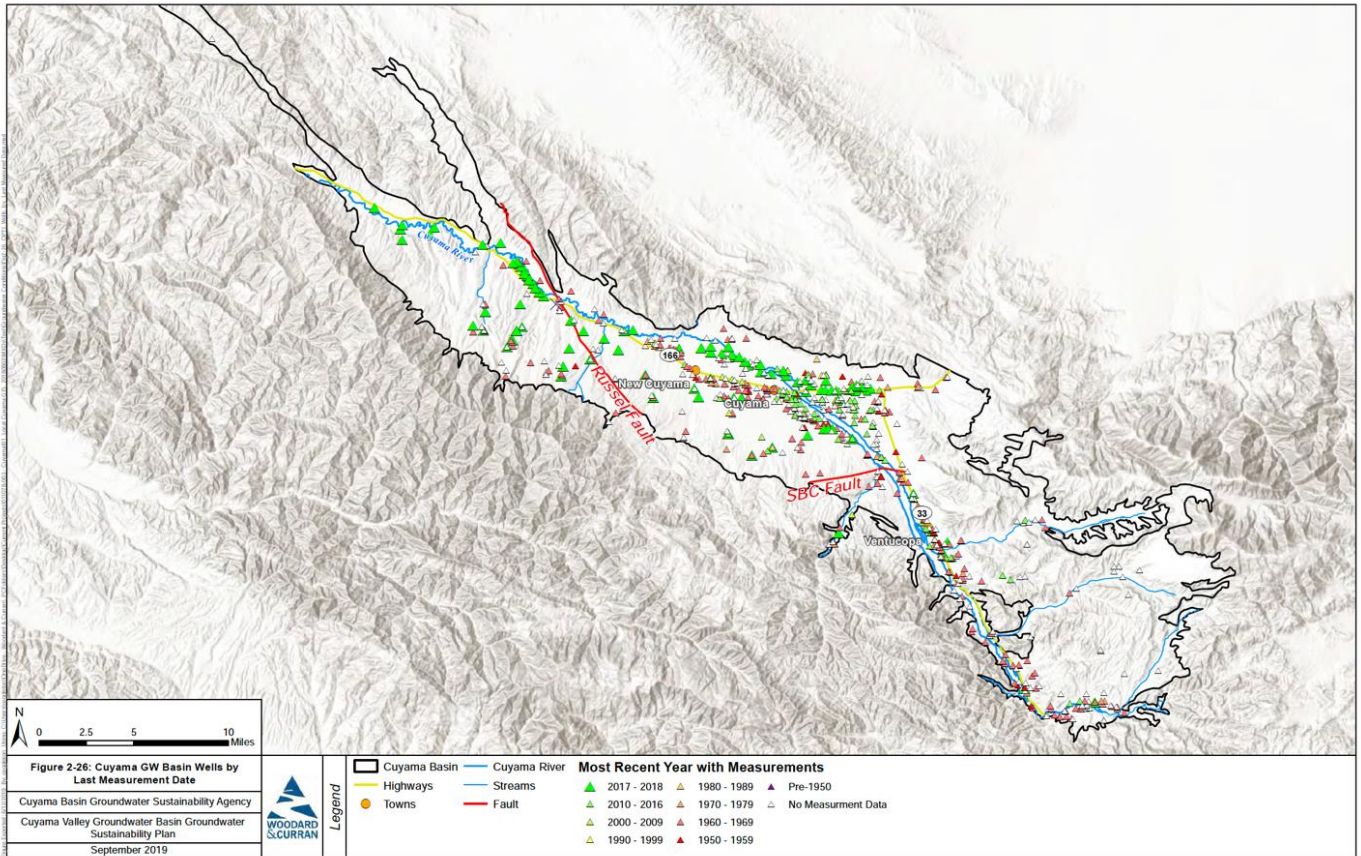 Cuyama River
166
New Cuyama
Cuyama
Russel Fault
SBC Fault
33
Ventucopa
N
0 2.5 5 10
Miles
Figure 2-26: Cuyama GW Basin Wells by
Last Measurement Date
Cuyama Basin Groundwater Sustainability Agency
Cuyama Valley Groundwater Basin Groundwater
Sustainability Plan
September 2019
WOODARD
&CURRAN
Legend
Cuyama Basin
Highways
Towns
Cuyama River
Streams
Fault
Most Recent Year with Measurements
2017 - 2018
2010 - 2016
2000 - 2009
1990 - 1999
1980 - 1989
1970 - 1979
1960 - 1969
1950 - 1959
Pre-1950
No Measurment Data